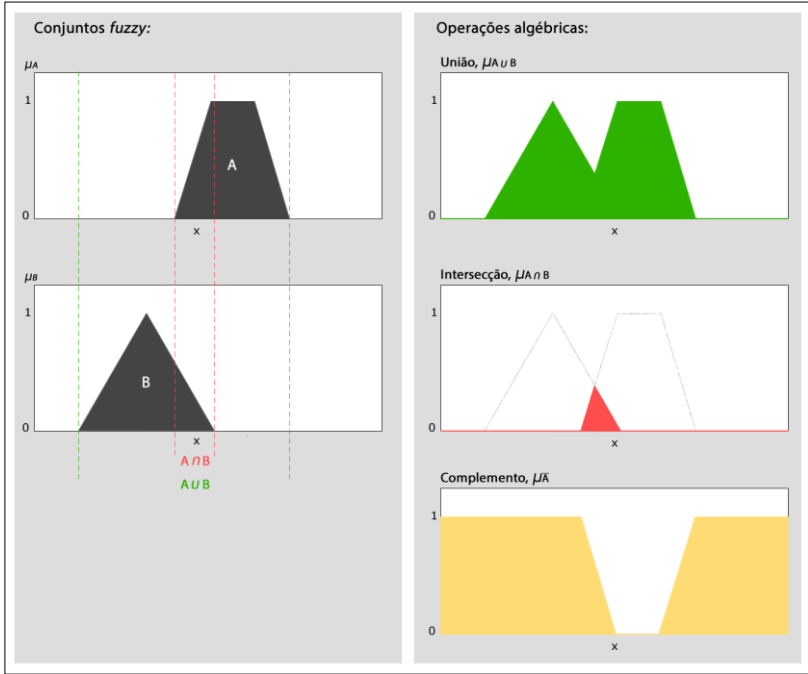 Conjuntos fuzzy:
μA
1
A
0
x
μB
1
B
0
x
A ∩ B
A ∪ B
Operações algébricas:
União, μA ∪ B
1
0
x
Intersecção, μA ∩ B
1
0
x
Complemento, μA̅
1
0
x